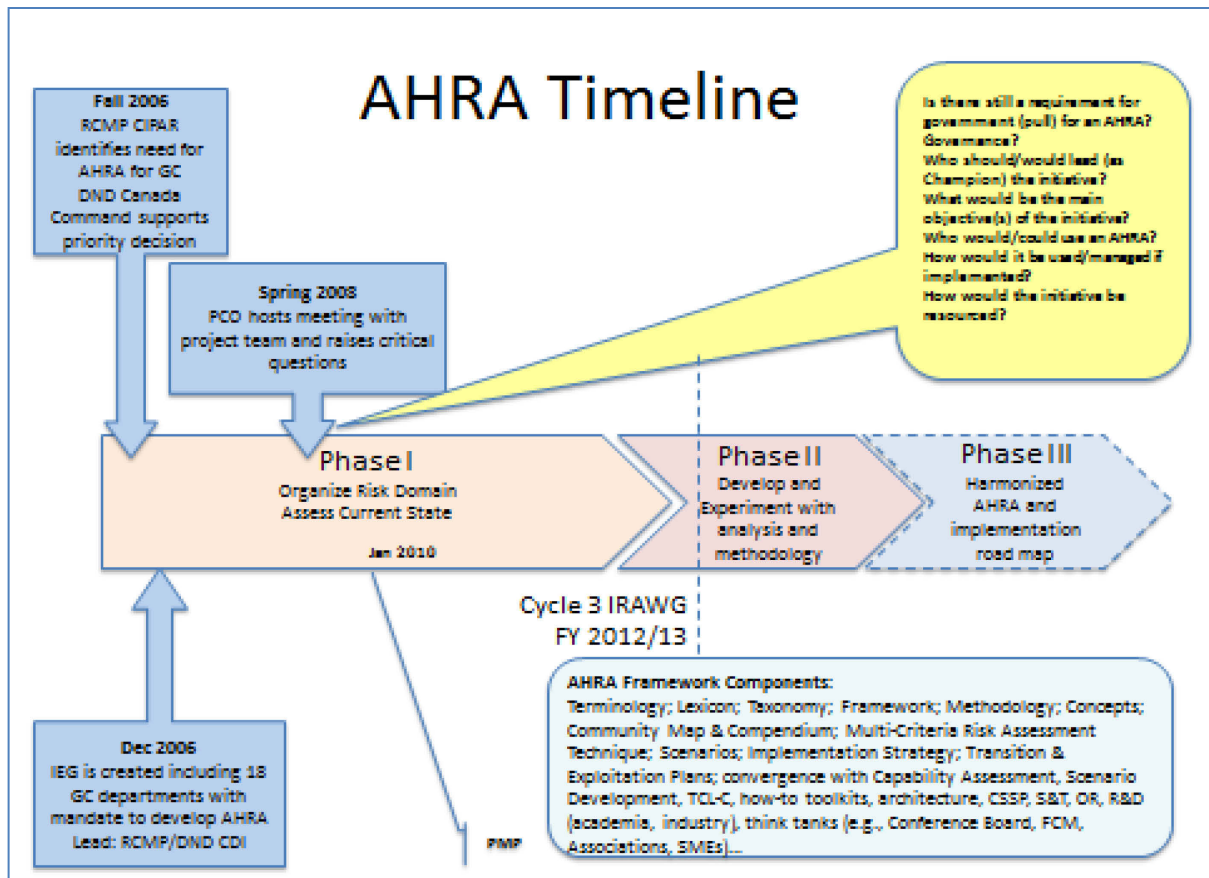 AHRA Timeline
Fall 2006
RCMP CIPAR
identifies need for
AHRA for GC
DND Canada
Command supports
priority decision
Spring 2008
PCO hosts meeting with
project team and raises critical
questions
Is there still a requirement for
government (pull) for an AHRA?
Governance?
Who should/would lead (as
Champion) the initiative?
What would be the main
objective(s) of the initiative?
Who would/could use an AHRA?
How would it be used/managed if
implemented?
How would the initiative be
resourced?
Phase I
Organize Risk Domain
Assess Current State
Jan 2010
Phase II
Develop and
Experiment with
analysis and
methodology
Phase III
Harmonized
AHRA and
implementation
road map
Cycle 3 IRAWG
FY 2012/13
Dec 2006
IEG is created including 18
GC departments with
mandate to develop AHRA
Lead: RCMP/DND CDI
PMP
AHRA Framework Components:
Terminology; Lexicon; Taxonomy; Framework; Methodology; Concepts;
Community Map & Compendium; Multi-Criteria Risk Assessment
Technique; Scenarios; Implementation Strategy; Transition &
Exploitation Plans; convergence with Capability Assessment, Scenario
Development, TCL-C, how-to toolkits, architecture, CSSP, S&T, OR, R&D
(academia, industry), think tanks (e.g., Conference Board, FCM,
Associations, SMEs)...